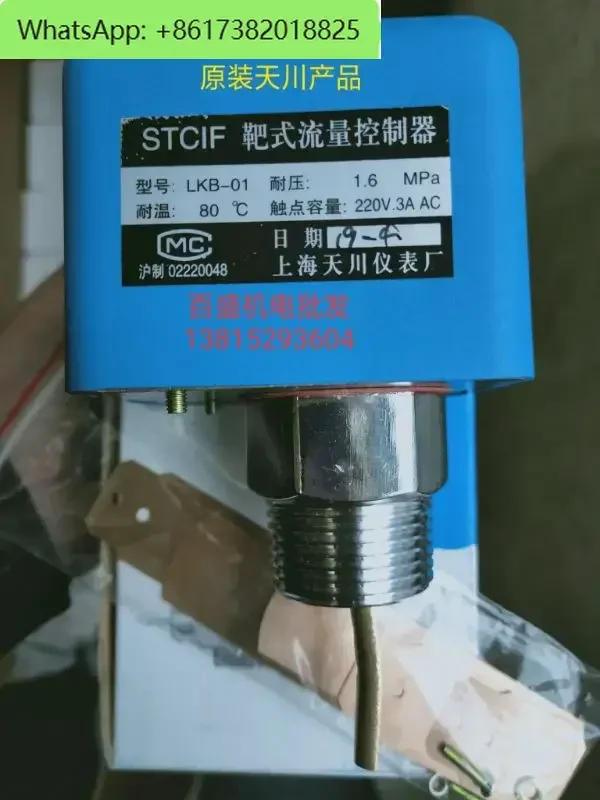 WhatsApp: +8617382018825
原装天川产品
STCIF 靶式流量控制器
型号: LKB-01 耐压: 1.6 MPa
耐温: 80 ℃ 触点容量: 220V.3A AC
MC
日 期
沪制 02220048
上海天川仪表厂
百盛机电批发
13815293604